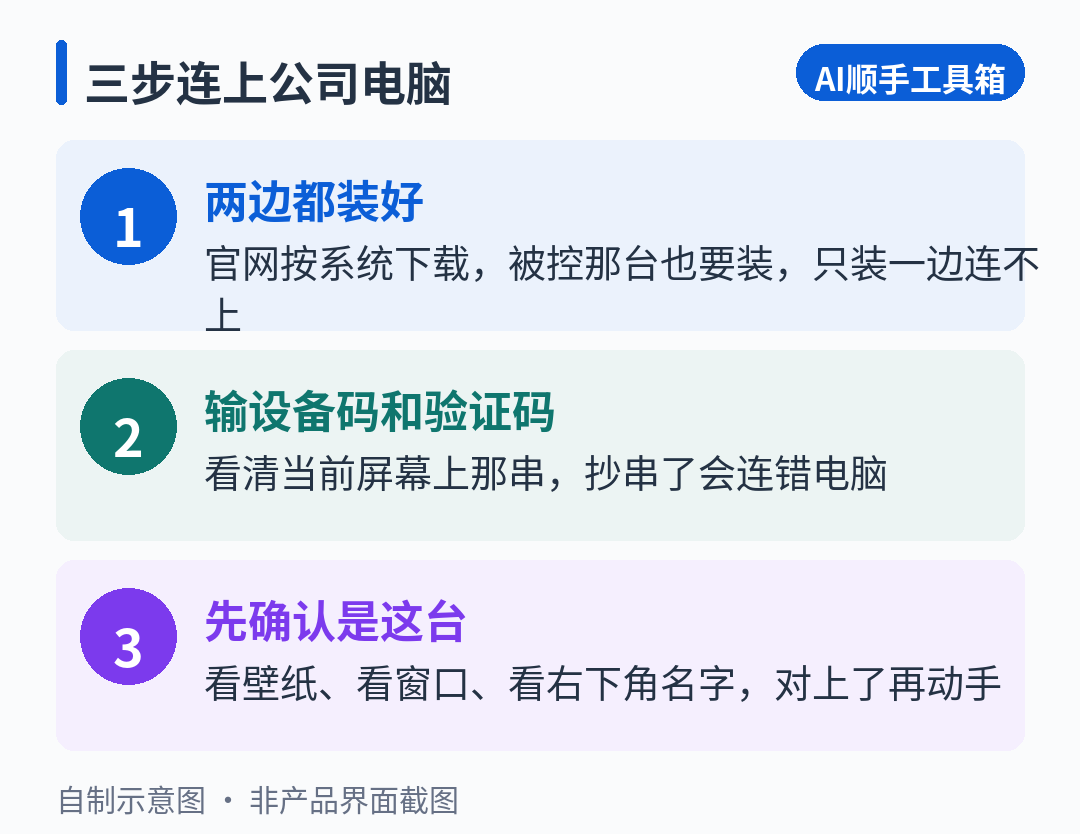 三步连上公司电脑
AI顺手工具箱
1
两边都装好
官网按系统下载，被控那台也要装，只装一边连不
上
2
输设备码和验证码
看清当前屏幕上那串，抄串了会连错电脑
3
先确认是这台
看壁纸、看窗口、看右下角名字，对上了再动手
自制示意图 · 非产品界面截图